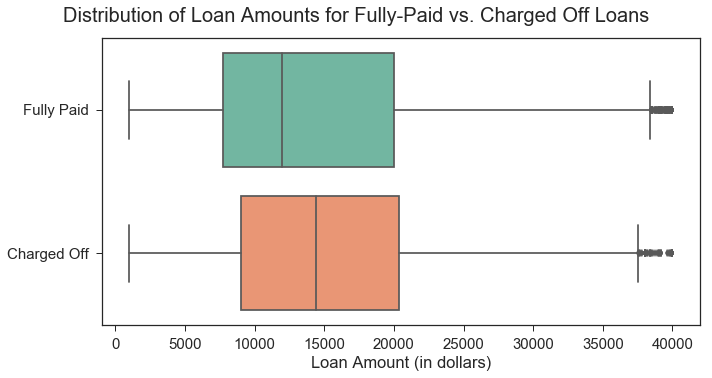 Distribution of Loan Amounts for Fully-Paid vs. Charged Off Loans
Fully Paid
Charged Off
0 5000 10000 15000 20000 25000 30000 35000 40000
Loan Amount (in dollars)